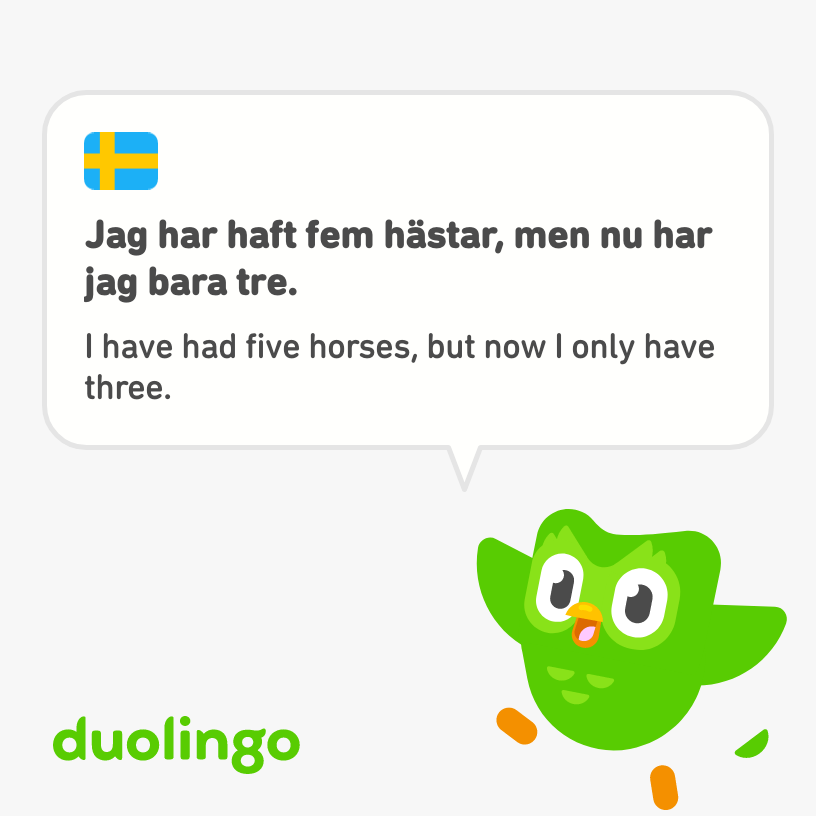 Jag har haft fem hästar, men nu har
jag bara tre.
I have had five horses, but now I only have
three.
duolingo